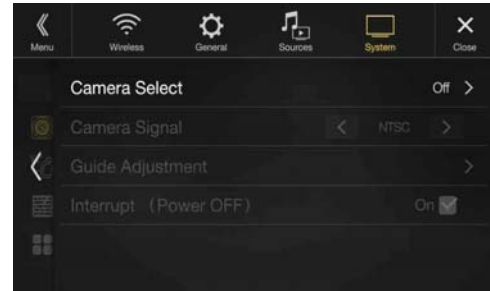 Menu
Wireless
General
Sources
System
Close
Camera Select Off
Camera Signal NTSC
Guide Adjustment
Interrupt （Power OFF） On